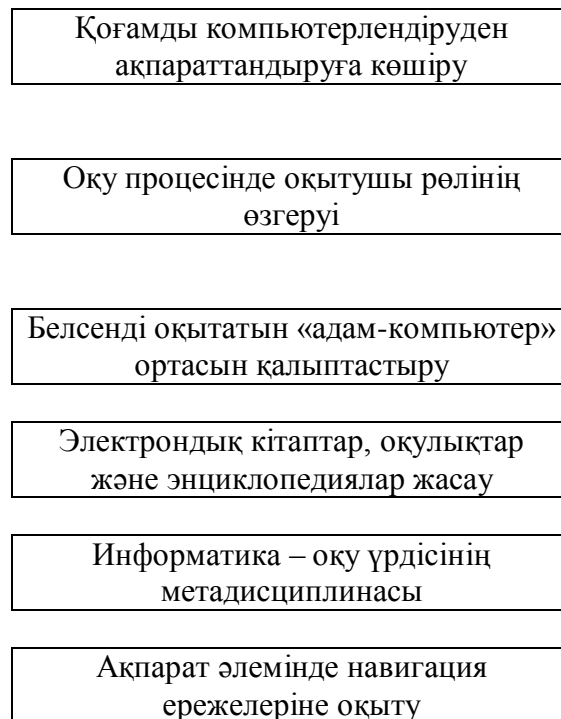 Қоғамды компьютерлендіруден
ақпараттандыруға көшіру
Оқу процесінде оқытушы рөлінің
өзгеруі
Белсенді оқытатын «адам-компьютер»
ортасын қалыптастыру
Электрондық кітаптар, оқулықтар
және энциклопедиялар жасау
Информатика – оқу үрдісінің
метадисциплинасы
Ақпарат әлемінде навигация
ережелеріне оқыту